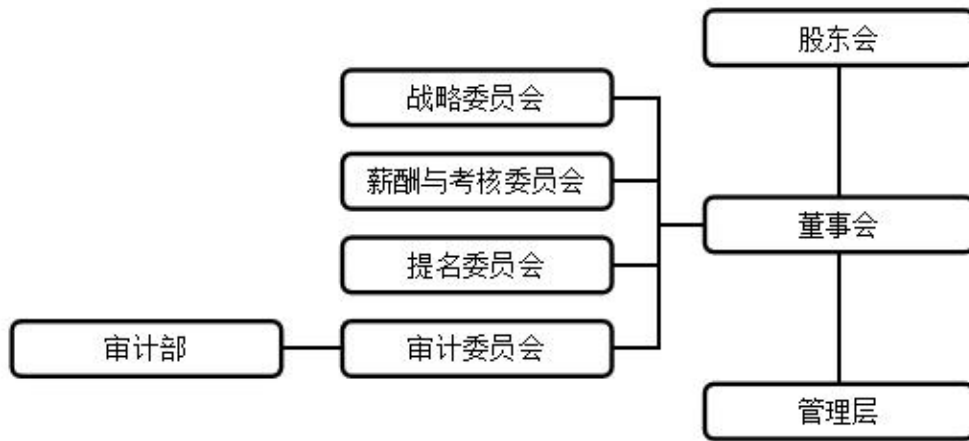 股东会
战略委员会
薪酬与考核委员会
董事会
提名委员会
审计部
审计委员会
管理层